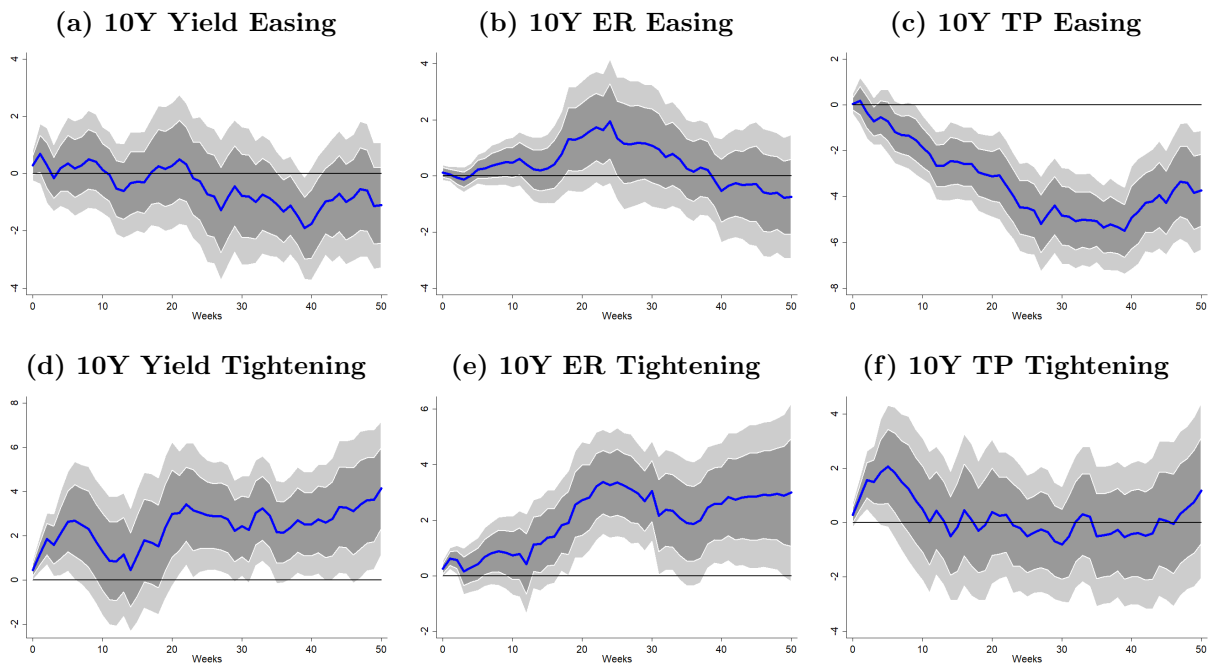 (a) 10Y Yield Easing
(b) 10Y ER Easing
(c) 10Y TP Easing
4
2
0
-2
-4
0 10 20 30 40 50
Weeks
4
2
0
-2
-4
0 10 20 30 40 50
Weeks
2
0
-2
-4
-6
-8
0 10 20 30 40 50
Weeks
(d) 10Y Yield Tightening
(e) 10Y ER Tightening
(f) 10Y TP Tightening
8
6
4
2
0
-2
0 10 20 30 40 50
Weeks
6
4
2
0
-2
0 10 20 30 40 50
Weeks
4
2
0
-2
-4
0 10 20 30 40 50
Weeks